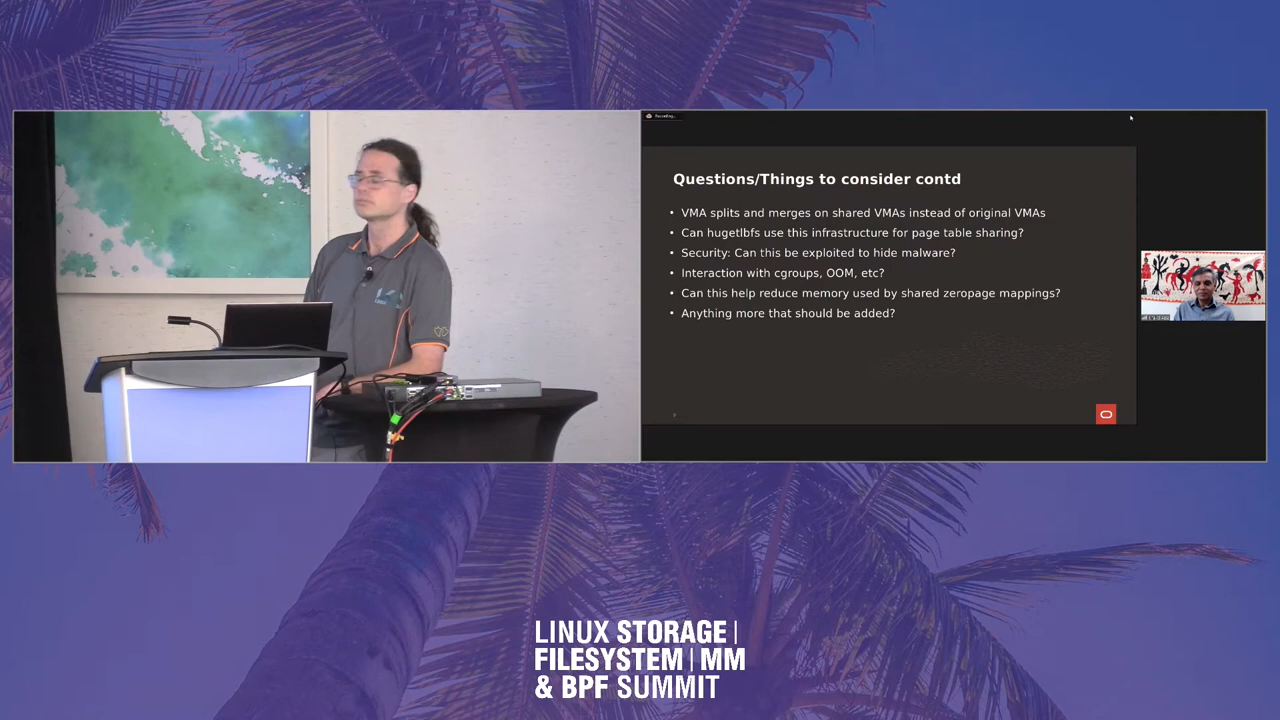 Recording...
Questions/Things to consider contd
• VMA splits and merges on shared VMAs instead of original VMAs
• Can hugetlbfs use this infrastructure for page table sharing?
• Security: Can this be exploited to hide malware?
• Interaction with cgroups, OOM, etc?
• Can this help reduce memory used by shared zeropage mappings?
• Anything more that should be added?
LINUX STORAGE |
FILESYSTEM | MM
& BPF SUMMIT